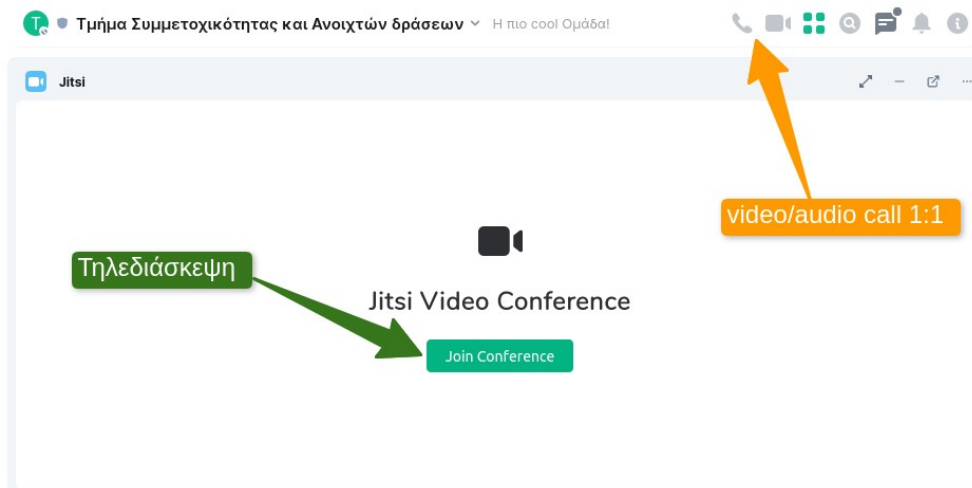 Τμήμα Συμμετοχικότητας και Ανοιχτών δράσεων Η πιο cool Ομάδα!
Jitsi
video/audio call 1:1
Τηλεδιάσκεψη
Jitsi Video Conference
Join Conference